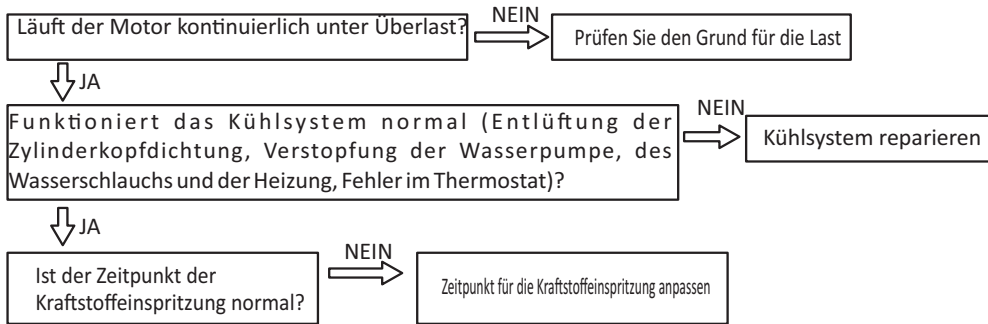 Läuft der Motor kontinuierlich unter Überlast?
NEIN
Prüfen Sie den Grund für die Last
JA
Funktioniert das Kühlsystem normal (Entlüftung der
Zylinderkopfdichtung, Verstopfung der Wasserpumpe, des
Wasserschlauchs und der Heizung, Fehler im Thermostat)?
NEIN
Kühlsystem reparieren
JA
Ist der Zeitpunkt der
Kraftstoffeinspritzung normal?
NEIN
Zeitpunkt für die Kraftstoffeinspritzung anpassen